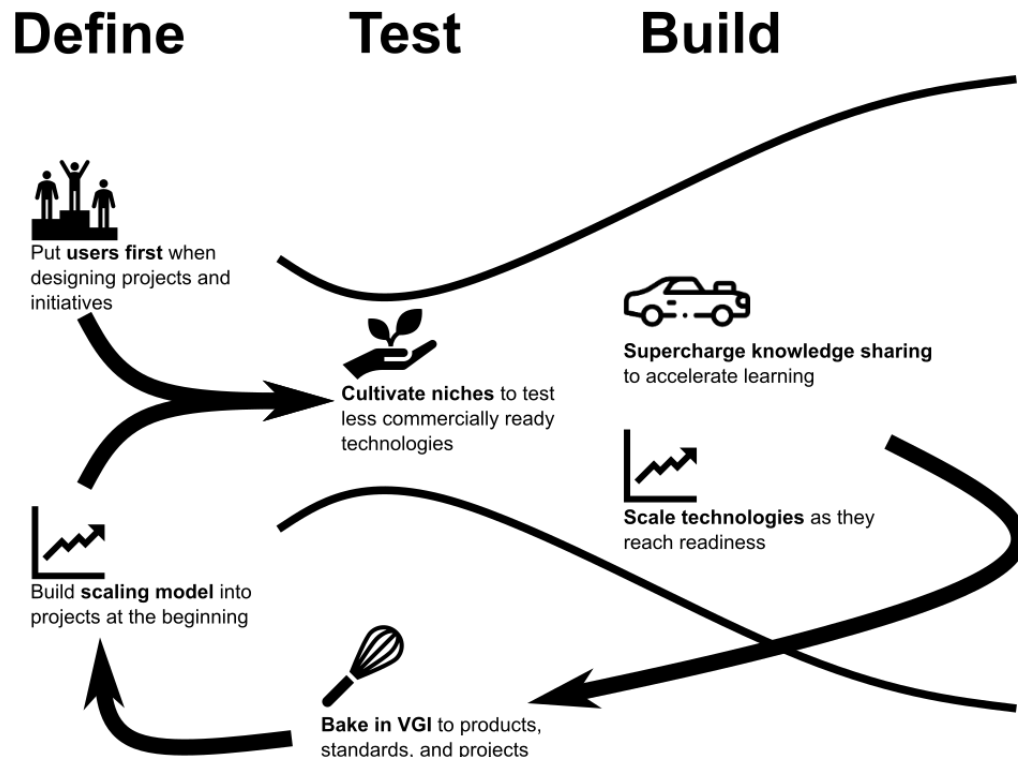 Define
Test
Build
Put users first when
designing projects and
initiatives
Cultivate niches to test
less commercially ready
technologies
Supercharge knowledge sharing
to accelerate learning
Scale technologies as they
reach readiness
Build scaling model into
projects at the beginning
Bake in VGI to products,
standards, and projects